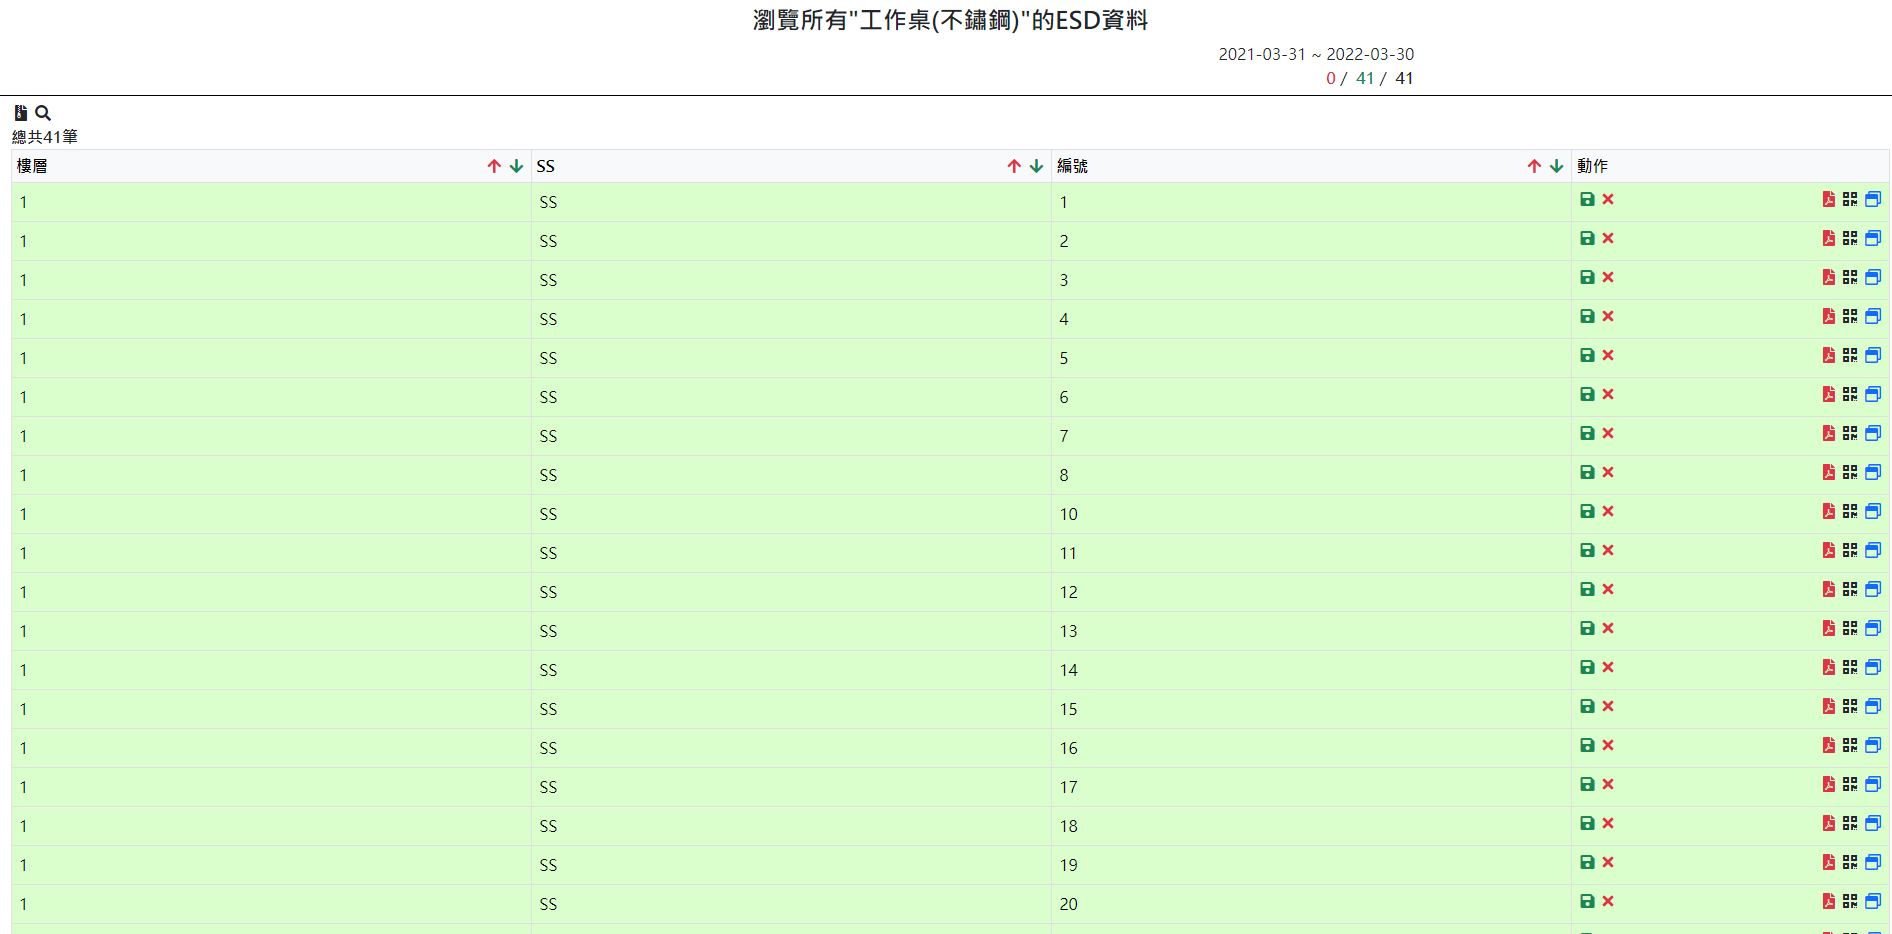 瀏覽所有"工作桌(不鏽鋼)"的ESD資料
2021-03-31 ~ 2022-03-30
0 / 41 / 41
總共41筆
樓層 SS 編號 動作
1 SS 1
1 SS 2
1 SS 3
1 SS 4
1 SS 5
1 SS 6
1 SS 7
1 SS 8
1 SS 10
1 SS 11
1 SS 12
1 SS 13
1 SS 14
1 SS 15
1 SS 16
1 SS 17
1 SS 18
1 SS 19
1 SS 20